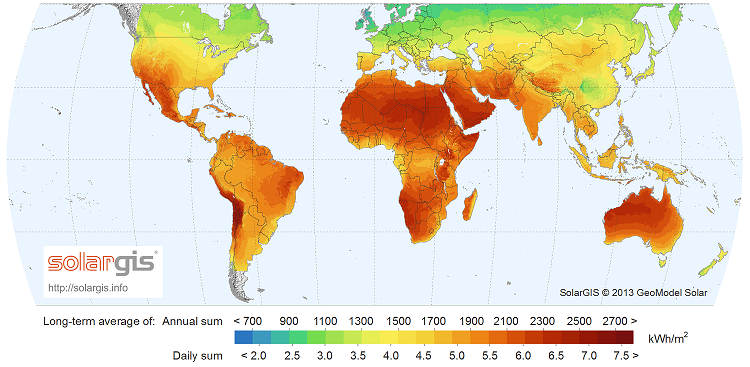 solargis®
http://solargis.info
SolarGIS © 2013 GeoModel Solar
Long-term average of: Annual sum < 700 900 1100 1300 1500 1700 1900 2100 2300 2500 2700 > kWh/m²
Daily sum < 2.0 2.5 3.0 3.5 4.0 4.5 5.0 5.5 6.0 6.5 7.0 7.5 >